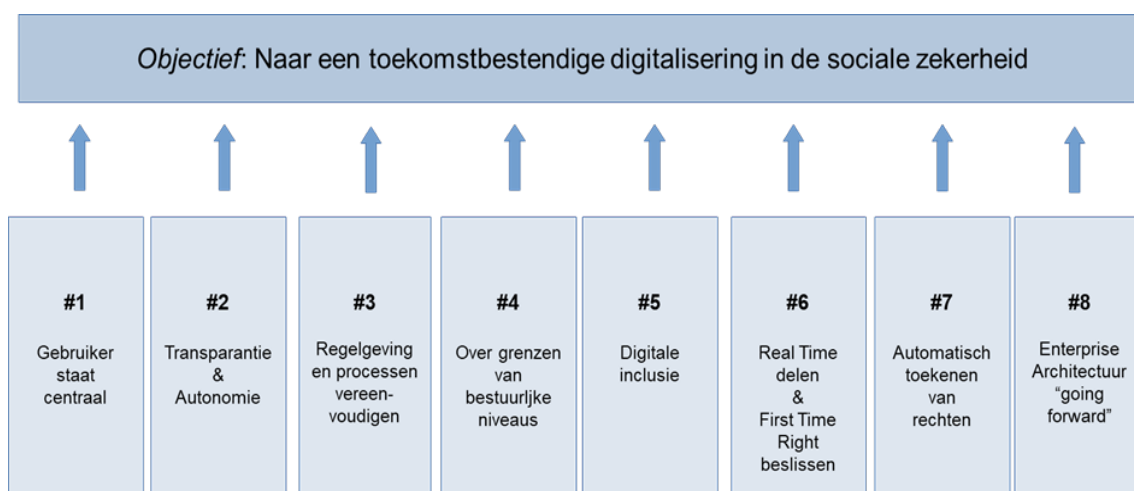 Objectief: Naar een toekomstbestendige digitalisering in de sociale zekerheid
#1
Gebruiker
staat
centraal
#2
Transparantie
&
Autonomie
#3
Regelgeving
en processen
vereen-
voudigen
#4
Over grenzen
van
bestuurlijke
niveaus
#5
Digitale
inclusie
#6
Real Time
delen
&
First Time
Right
beslissen
#7
Automatisch
toekenen
van
rechten
#8
Enterprise
Architectuur
“going
forward”